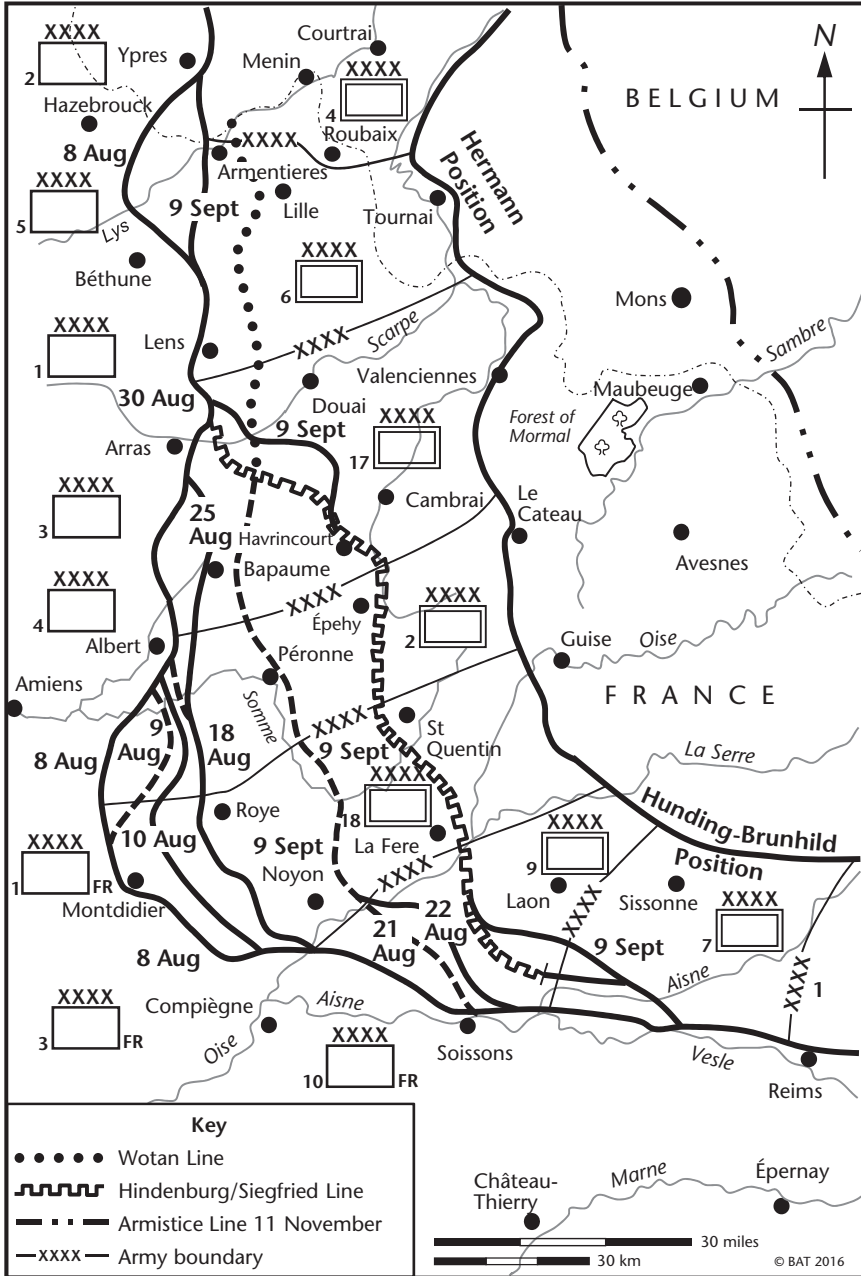 XXXX
2
Ypres
Courtrai
Menin
XXXX
4
N
BELGIUM
Hazebrouck
8 Aug
XXXX
Roubaix
Armentieres
Hermann
Position
XXXX
5
Lys
9 Sept
Lille
Tournai
Béthune
XXXX
6
Mons
XXXX
1
Lens
XXXX
Scarpe
Sambre
Valenciennes
Maubeuge
30 Aug
Douai
9 Sept
Forest of
Mormal
Arras
XXXX
17
XXXX
3
25
Aug
Cambrai
Le
Cateau
Havrincourt
Bapaume
Avesnes
XXXX
4
XXXX
Épehy
XXXX
2
Albert
Péronne
Guise
Oise
Amiens
FRANCE
9
Aug
18
Aug
Somme
XXXX
St
Quentin
8 Aug
9 Sept
La Serre
XXXX
18
Roye
La Fere
Hunding-Brunhild
Position
10 Aug
9 Sept
XXXX
XXXX
9
XXXX
1 FR
Noyon
Montdidier
Laon
Sissonne
22
Aug
21
Aug
XXXX
XXXX
7
8 Aug
9 Sept
Aisne
XXXX
1
XXXX
3 FR
Compiègne
Aisne
Oise
XXXX
10 FR
Soissons
Vesle
Reims
Key
Wotan Line
Hindenburg/Siegfried Line
Armistice Line 11 November
XXXX Army boundary
Château-
Thierry
Marne
Épernay
30 miles
30 km
© BAT 2016